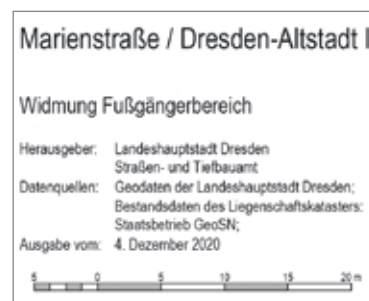 Marienstraße / Dresden-Altstadt I
Widmung Fußgängerbereich
Herausgeber: Landeshauptstadt Dresden
Straßen- und Tiefbauamt
Datenquellen: Geodaten der Landeshauptstadt Dresden;
Bestandsdaten des Liegenschaftskatasters:
Staatsbetrieb GeoSN;
Ausgabe vom: 4. Dezember 2020
5 0 5 10 15 20 m